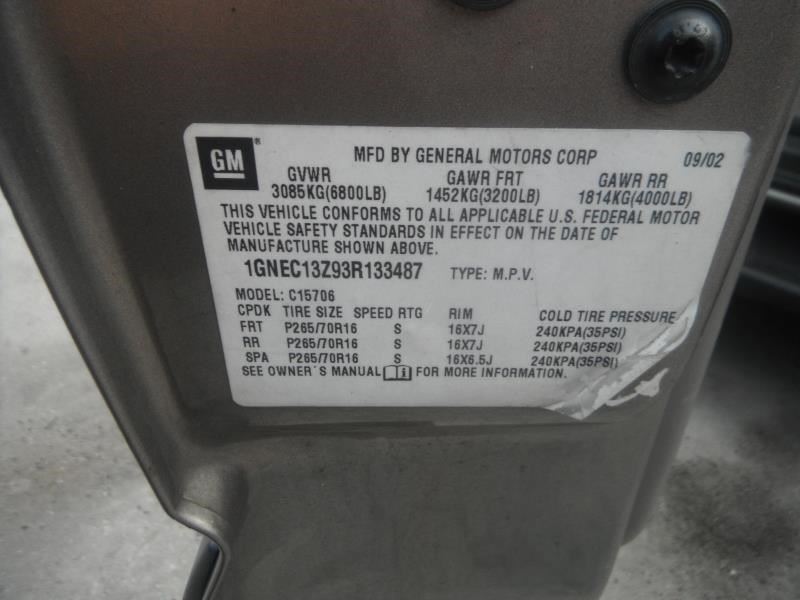 GM ®
MFD BY GENERAL MOTORS CORP 09/02
GVWR GAWR FRT GAWR RR
3085KG(6800LB) 1452KG(3200LB) 1814KG(4000LB)
THIS VEHICLE CONFORMS TO ALL APPLICABLE U.S. FEDERAL MOTOR
VEHICLE SAFETY STANDARDS IN EFFECT ON THE DATE OF
MANUFACTURE SHOWN ABOVE.
1GNEC13Z93R133487 TYPE: M.P.V.
MODEL: C15706
CPDK TIRE SIZE SPEED RTG RIM COLD TIRE PRESSURE
FRT P265/70R16 S 16X7J 240KPA(35PSI)
RR P265/70R16 S 16X7J 240KPA(35PSI)
SPA P265/70R16 S 16X6.5J 240KPA(35PSI)
SEE OWNER'S MANUAL FOR MORE INFORMATION.